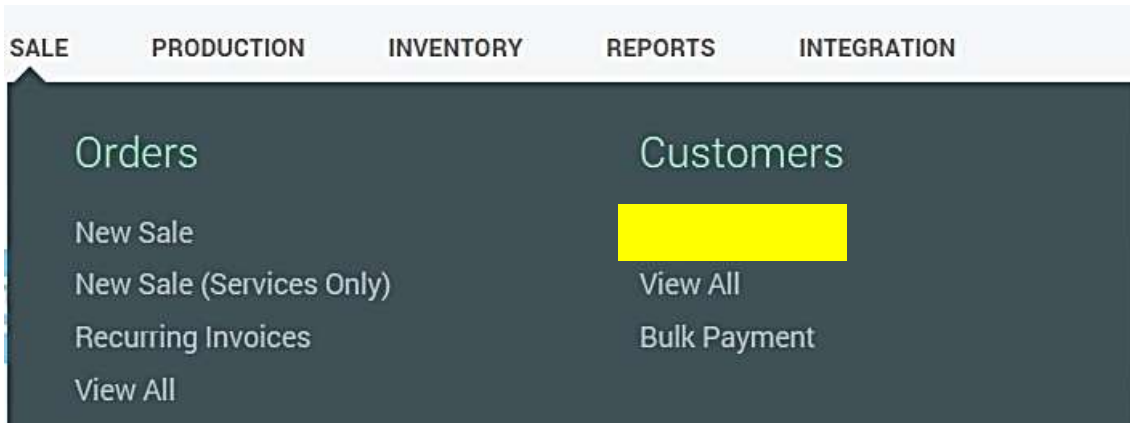 SALE PRODUCTION INVENTORY REPORTS INTEGRATION
Orders
New Sale
New Sale (Services Only)
Recurring Invoices
View All
Customers
View All
Bulk Payment